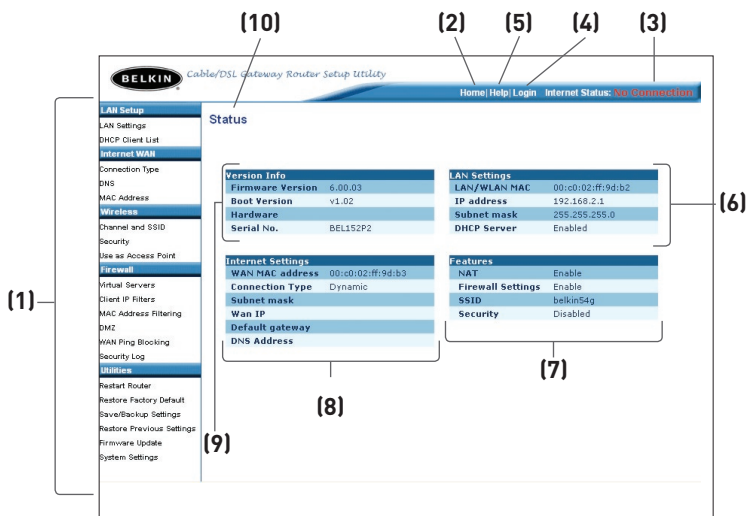 (10)
(2)
(5)
(4)
(3)
BELKIN
Cable/DSL Gateway Router Setup Utility
Home| Help| Login Internet Status: No Connection
(1)
LAN Setup
LAN Settings
DHCP Client List
Internet WAN
Connection Type
DNS
MAC Address
Wireless
Channel and SSID
Security
Use as Access Point
Firewall
Virtual Servers
Client IP Filters
MAC Address Filtering
DMZ
WAN Ping Blocking
Security Log
Utilities
Restart Router
Restore Factory Default
Save/Backup Settings
Restore Previous Settings
Firmware Update
System Settings
Status
Version Info
Firmware Version 6.00.03
Boot Version v1.02
Hardware
Serial No. BEL152P2
LAN Settings
LAN/WLAN MAC 00:c0:02:ff:9d:b2
IP address 192.168.2.1
Subnet mask 255.255.255.0
DHCP Server Enabled
(6)
Internet Settings
WAN MAC address 00:c0:02:ff:9d:b3
Connection Type Dynamic
Subnet mask
Wan IP
Default gateway
DNS Address
Features
NAT Enable
Firewall Settings Enable
SSID belkin54g
Security Disabled
(7)
(8)
(9)